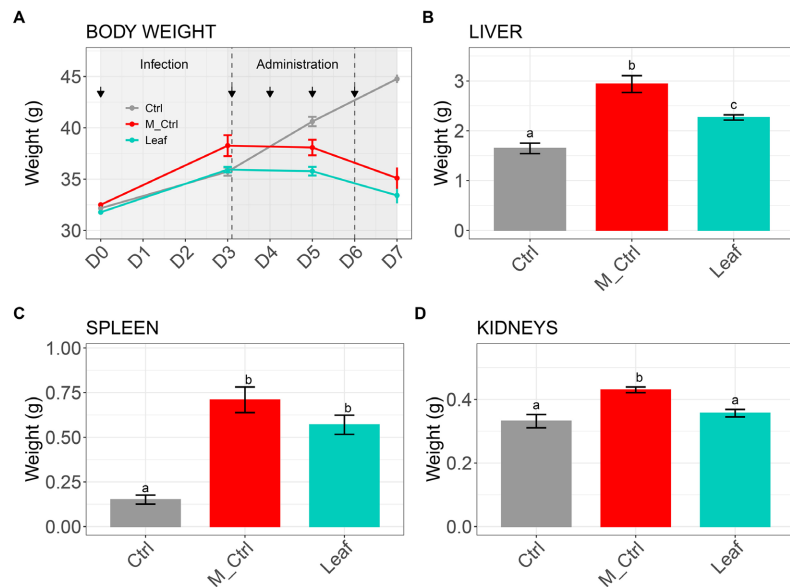 A
BODY WEIGHT
Weight (g)
45
40
35
30
Infection
Administration
Ctrl
M_Ctrl
Leaf
D0 D1 D2 D3 D4 D5 D6 D7
B
LIVER
Weight (g)
3
2
1
0
a
b
c
Ctrl M_Ctrl Leaf
C
SPLEEN
Weight (g)
1.00
0.75
0.50
0.25
0.00
a
b
b
Ctrl M_Ctrl Leaf
D
KIDNEYS
Weight (g)
0.4
0.2
0.0
a
b
a
Ctrl M_Ctrl Leaf